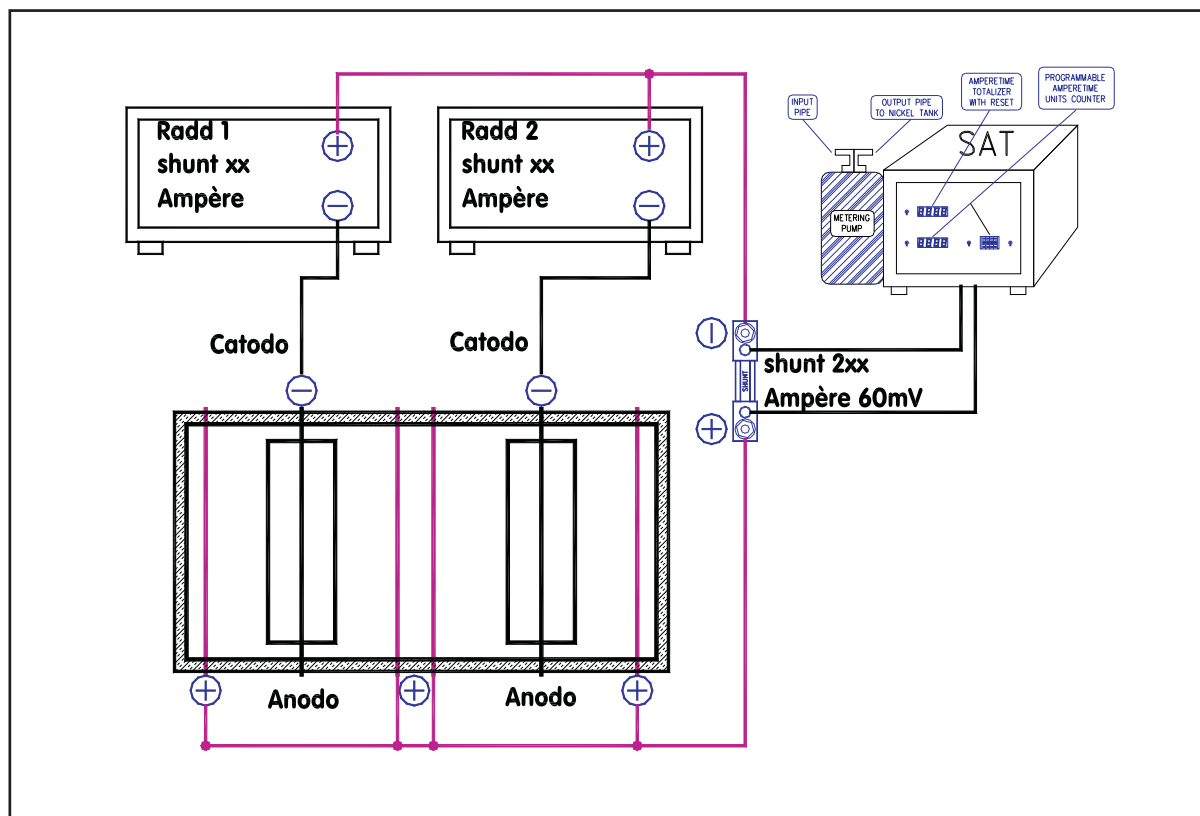 Radd 1
shunt xx
Ampère
Radd 2
shunt xx
Ampère
INPUT
PIPE
OUTPUT PIPE
TO NICKEL TANK
AMPERETIME
TOTALIZER
WITH RESET
PROGRAMMABLE
AMPERETIME
UNITS COUNTER
SAT
METERING
PUMP
Catodo
Catodo
SHUNT
shunt 2xx
Ampère 60mV
Anodo
Anodo